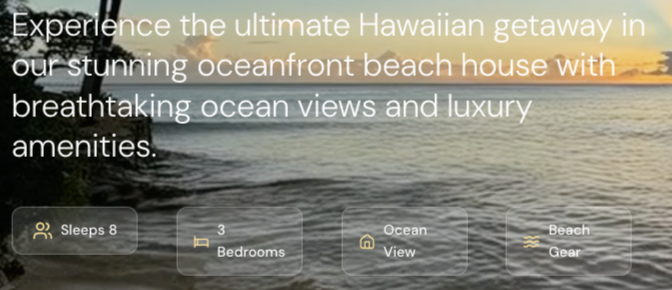 Experience the ultimate Hawaiian getaway in
our stunning oceanfront beach house with
breathtaking ocean views and luxury
amenities.
Sleeps 8
3
Bedrooms
Ocean
View
Beach
Gear